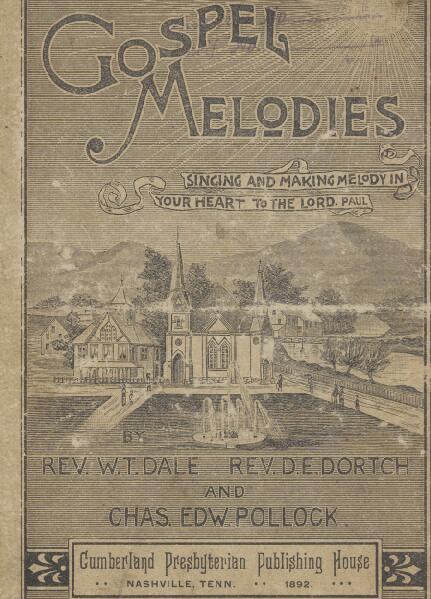 GOSPEL
MELODIES
SINGING AND MAKING MELODY IN
YOUR HEART TO THE LORD. PAUL
BY
REV. W.T. DALE REV. D.E. DORTCH
AND
CHAS. EDW. POLLOCK.
Cumberland Presbyterian Publishing House
NASHVILLE, TENN. 1892.